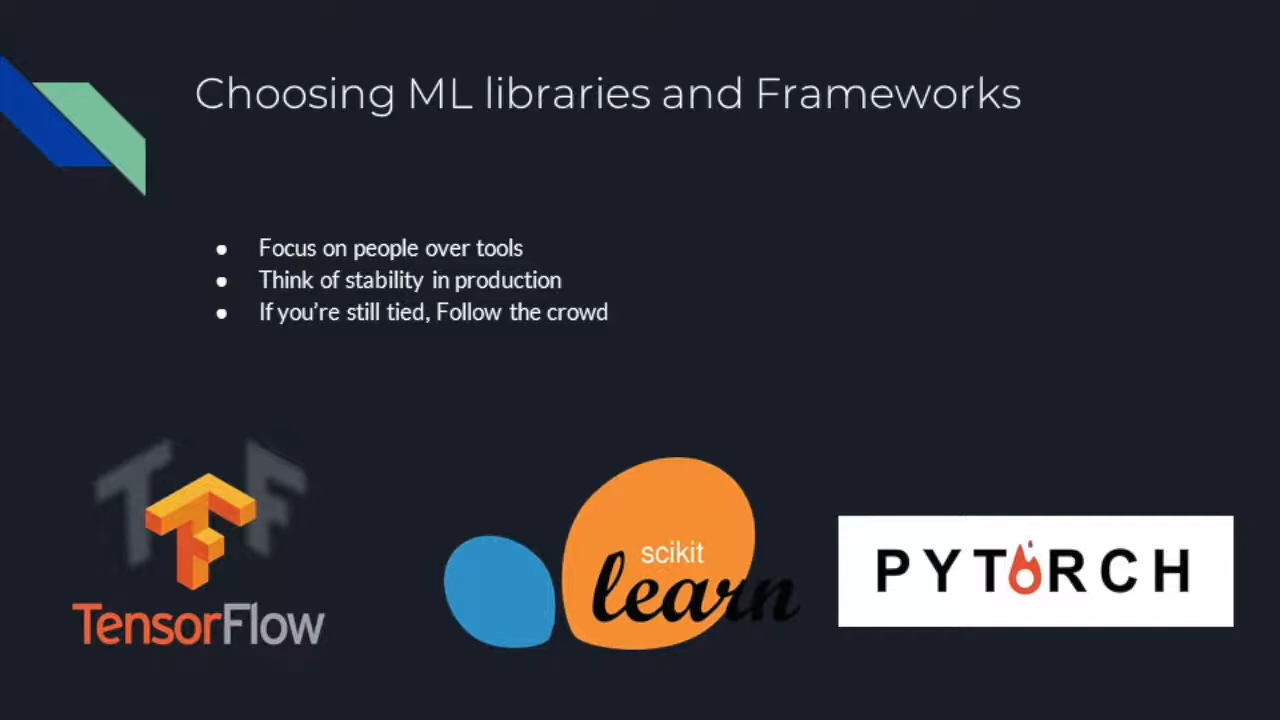 Choosing ML libraries and Frameworks
● Focus on people over tools
● Think of stability in production
● If you're still tied, Follow the crowd
TF
TensorFlow
scikit
learn
PYTORCH